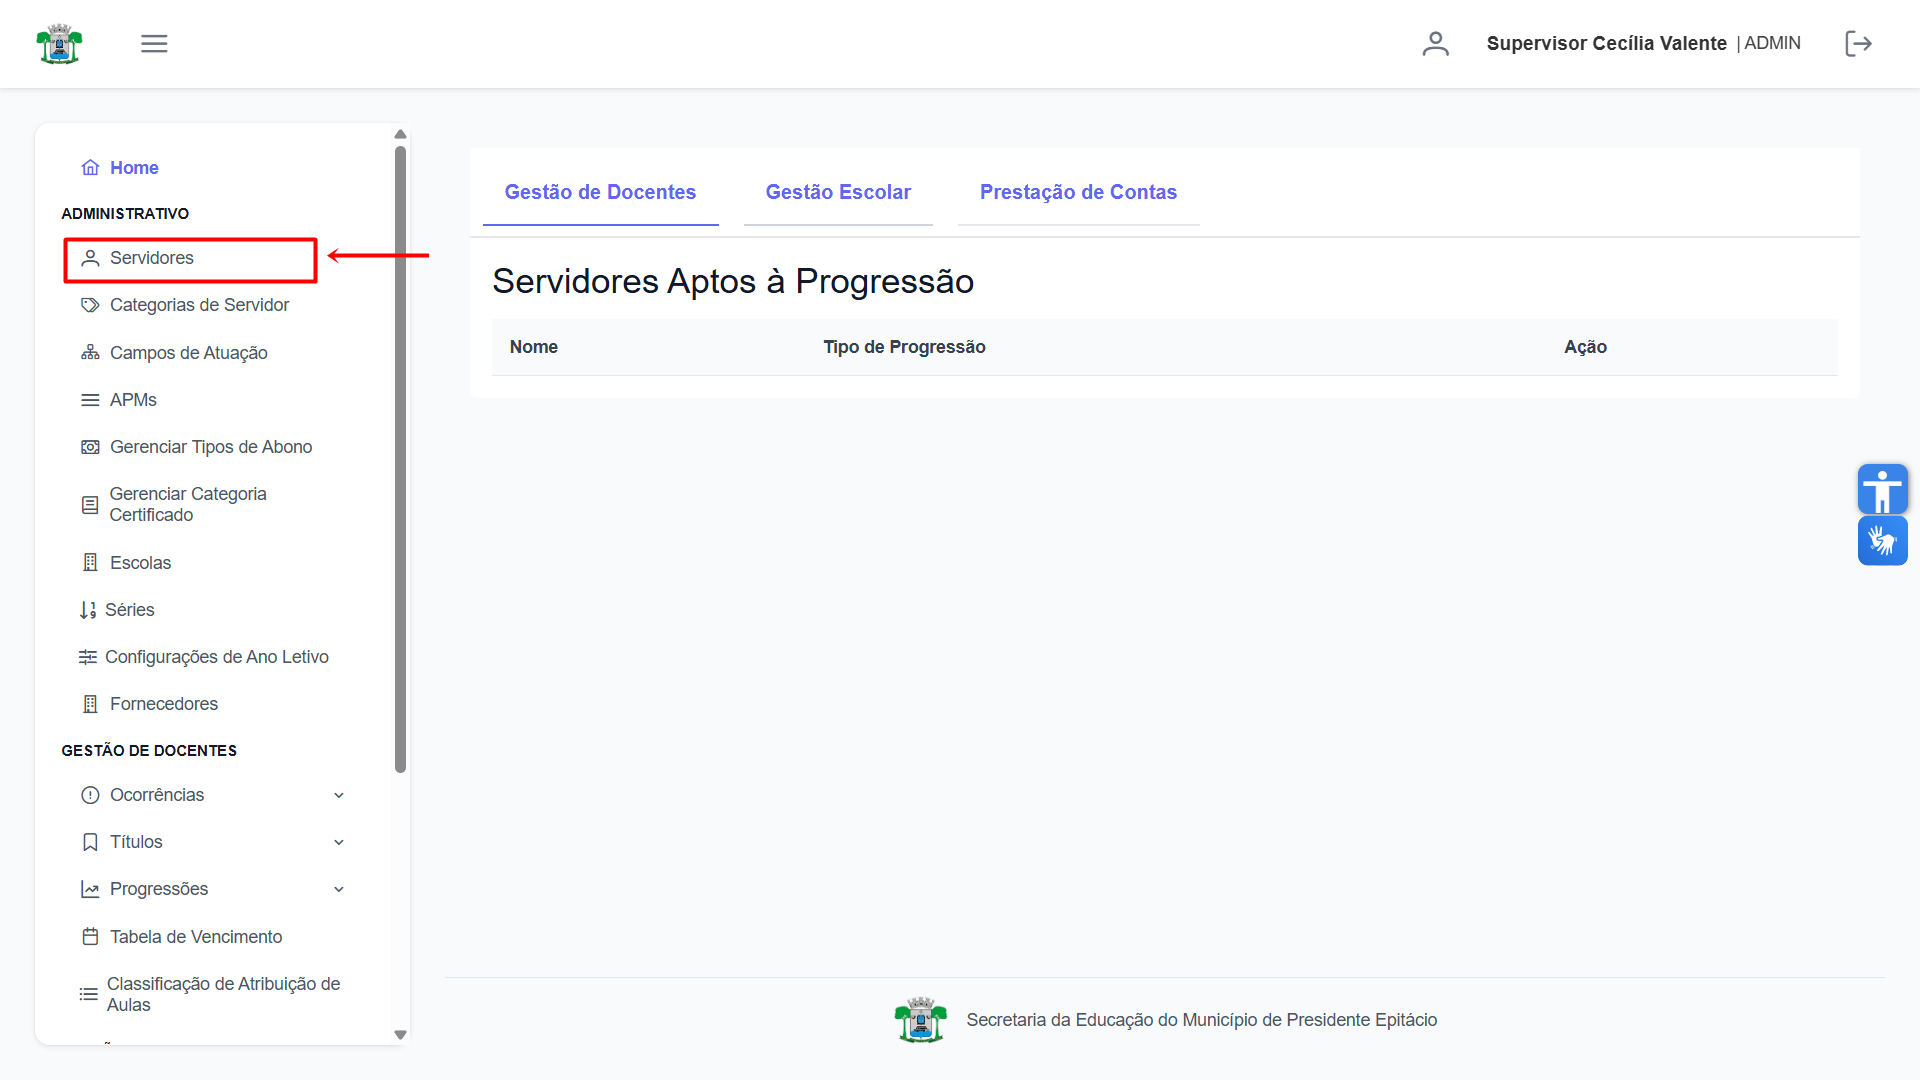 Supervisor Cecília Valente | ADMIN
Home
ADMINISTRATIVO
Servidores
Categorias de Servidor
Campos de Atuação
APMs
Gerenciar Tipos de Abono
Gerenciar Categoria
Certificado
Escolas
Séries
Configurações de Ano Letivo
Fornecedores
GESTÃO DE DOCENTES
Ocorrências
Títulos
Progressões
Tabela de Vencimento
Classificação de Atribuição de
Aulas
Gestão de Docentes Gestão Escolar Prestação de Contas
Servidores Aptos à Progressão
Nome Tipo de Progressão Ação
Secretaria da Educação do Município de Presidente Epitácio